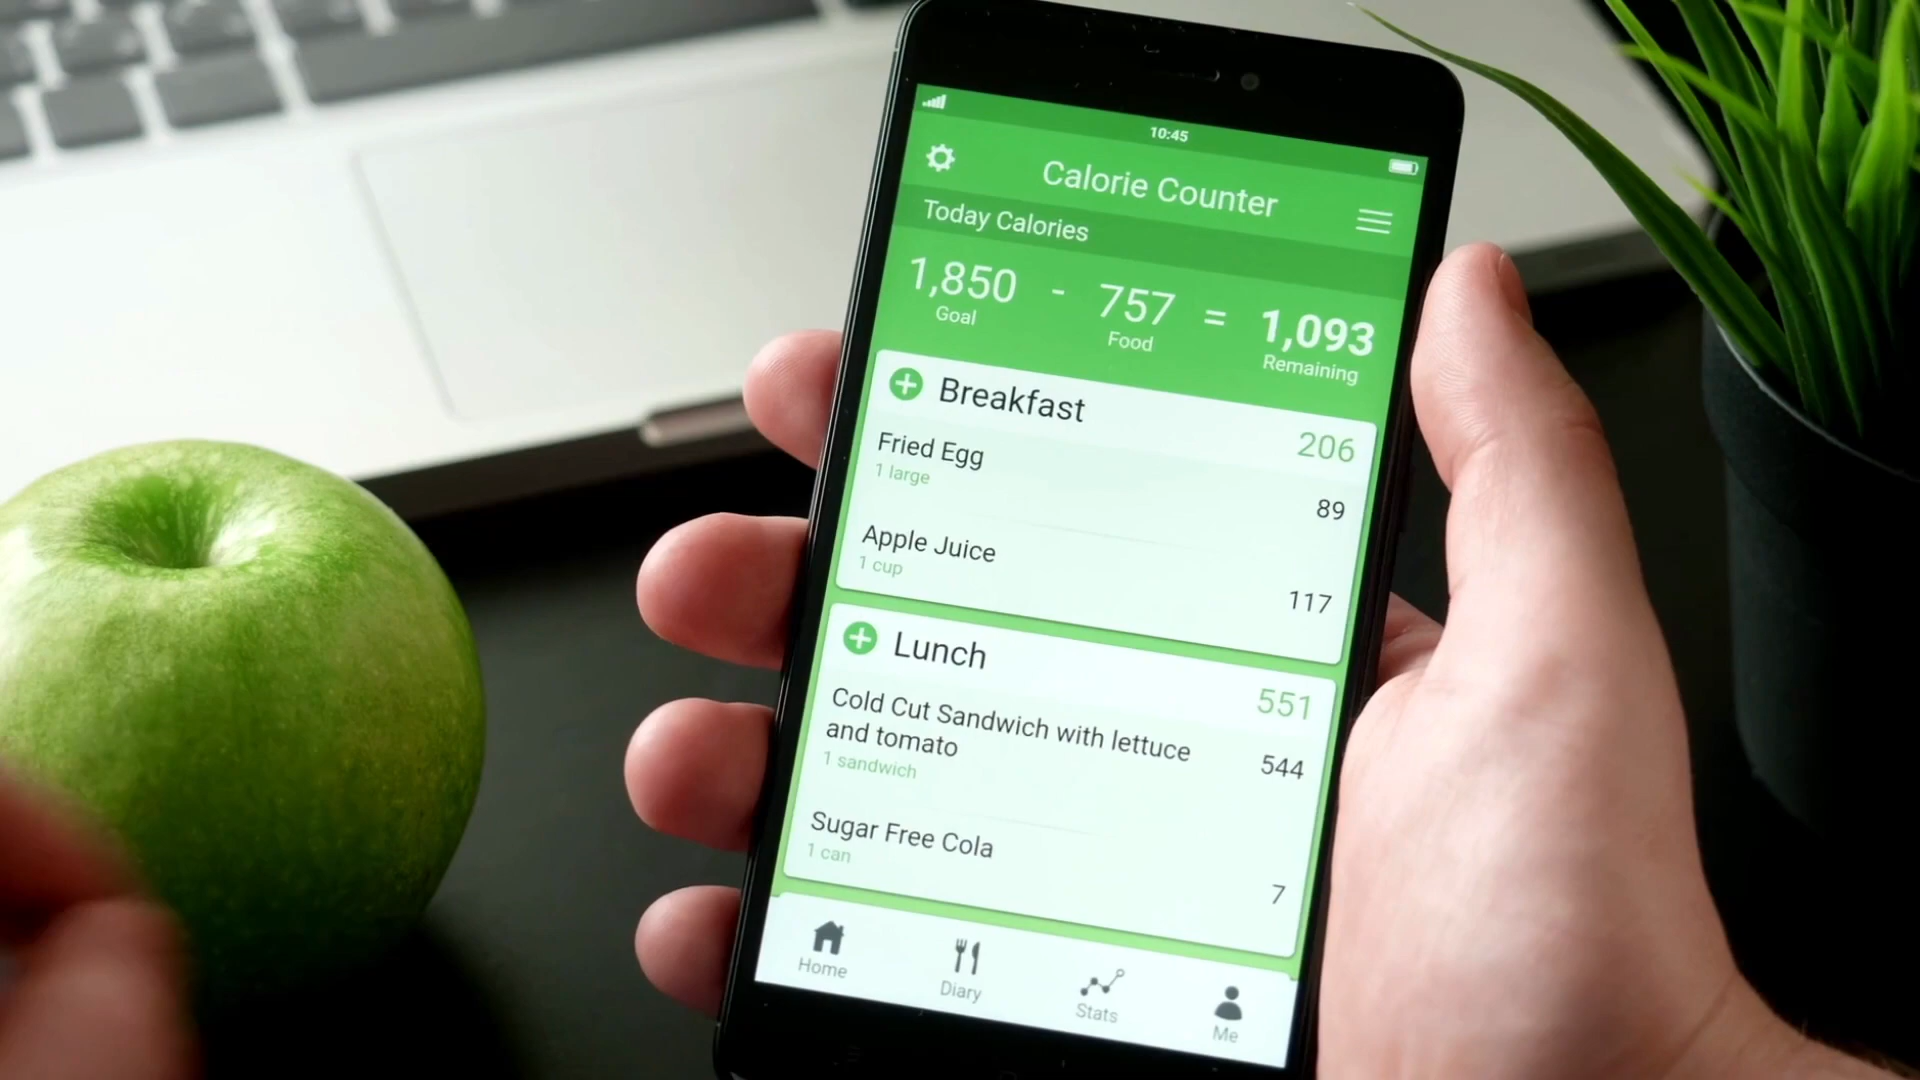 10:45
Calorie Counter
Today Calories
1,850 - 757 = 1,093
Goal Food Remaining
Breakfast 206
Fried Egg
1 large 89
Apple Juice
1 cup 117
Lunch 551
Cold Cut Sandwich with lettuce
and tomato 544
1 sandwich
Sugar Free Cola
1 can 7
Home Diary Stats Me